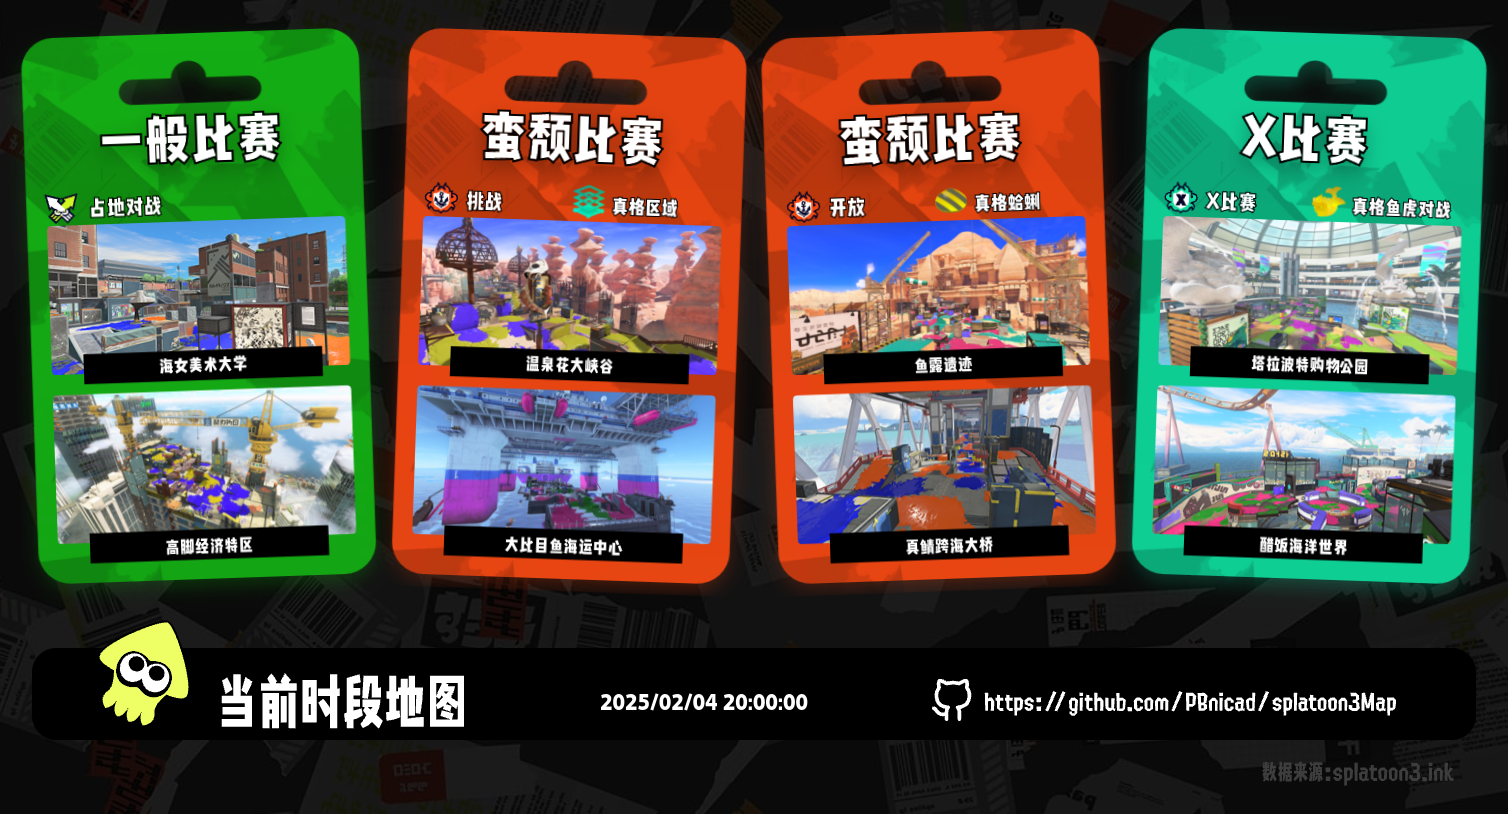 一般比赛
占地对战
海女美术大学
高脚经济特区
蛮颓比赛
挑战
真格区域
温泉花大峡谷
大比目鱼海运中心
蛮颓比赛
开放
真格蛤蜊
鱼露遗迹
真鲭跨海大桥
X比赛
X比赛
真格鱼虎对战
塔拉波特购物公园
醋饭海洋世界
当前时段地图
2025/02/04 20:00:00
https://github.com/PBnicad/splatoon3Map
数据来源:splatoon3.ink